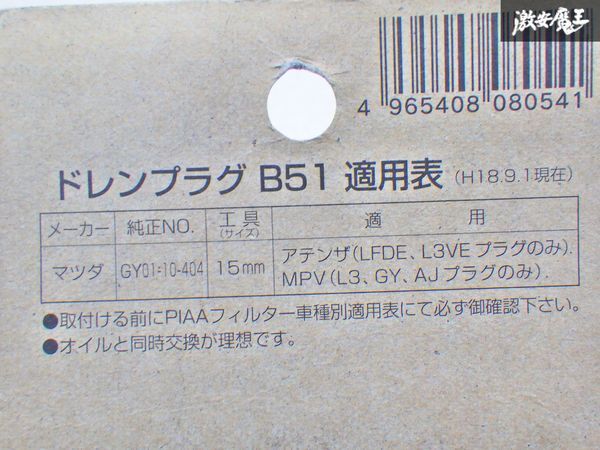 激安魔王
4 965408 080541
ドレンプラグ B51 適用表 (H18.9.1現在)
メーカー 純正NO. 工具(サイズ) 適 用
マツダ GY01-10-404 15mm アテンザ(LFDE、L3VEプラグのみ).
MPV(L3、GY、AJプラグのみ).
●取付ける前にPIAAフィルター車種別適用表にて必ず御確認下さい。
●オイルと同時交換が理想です。